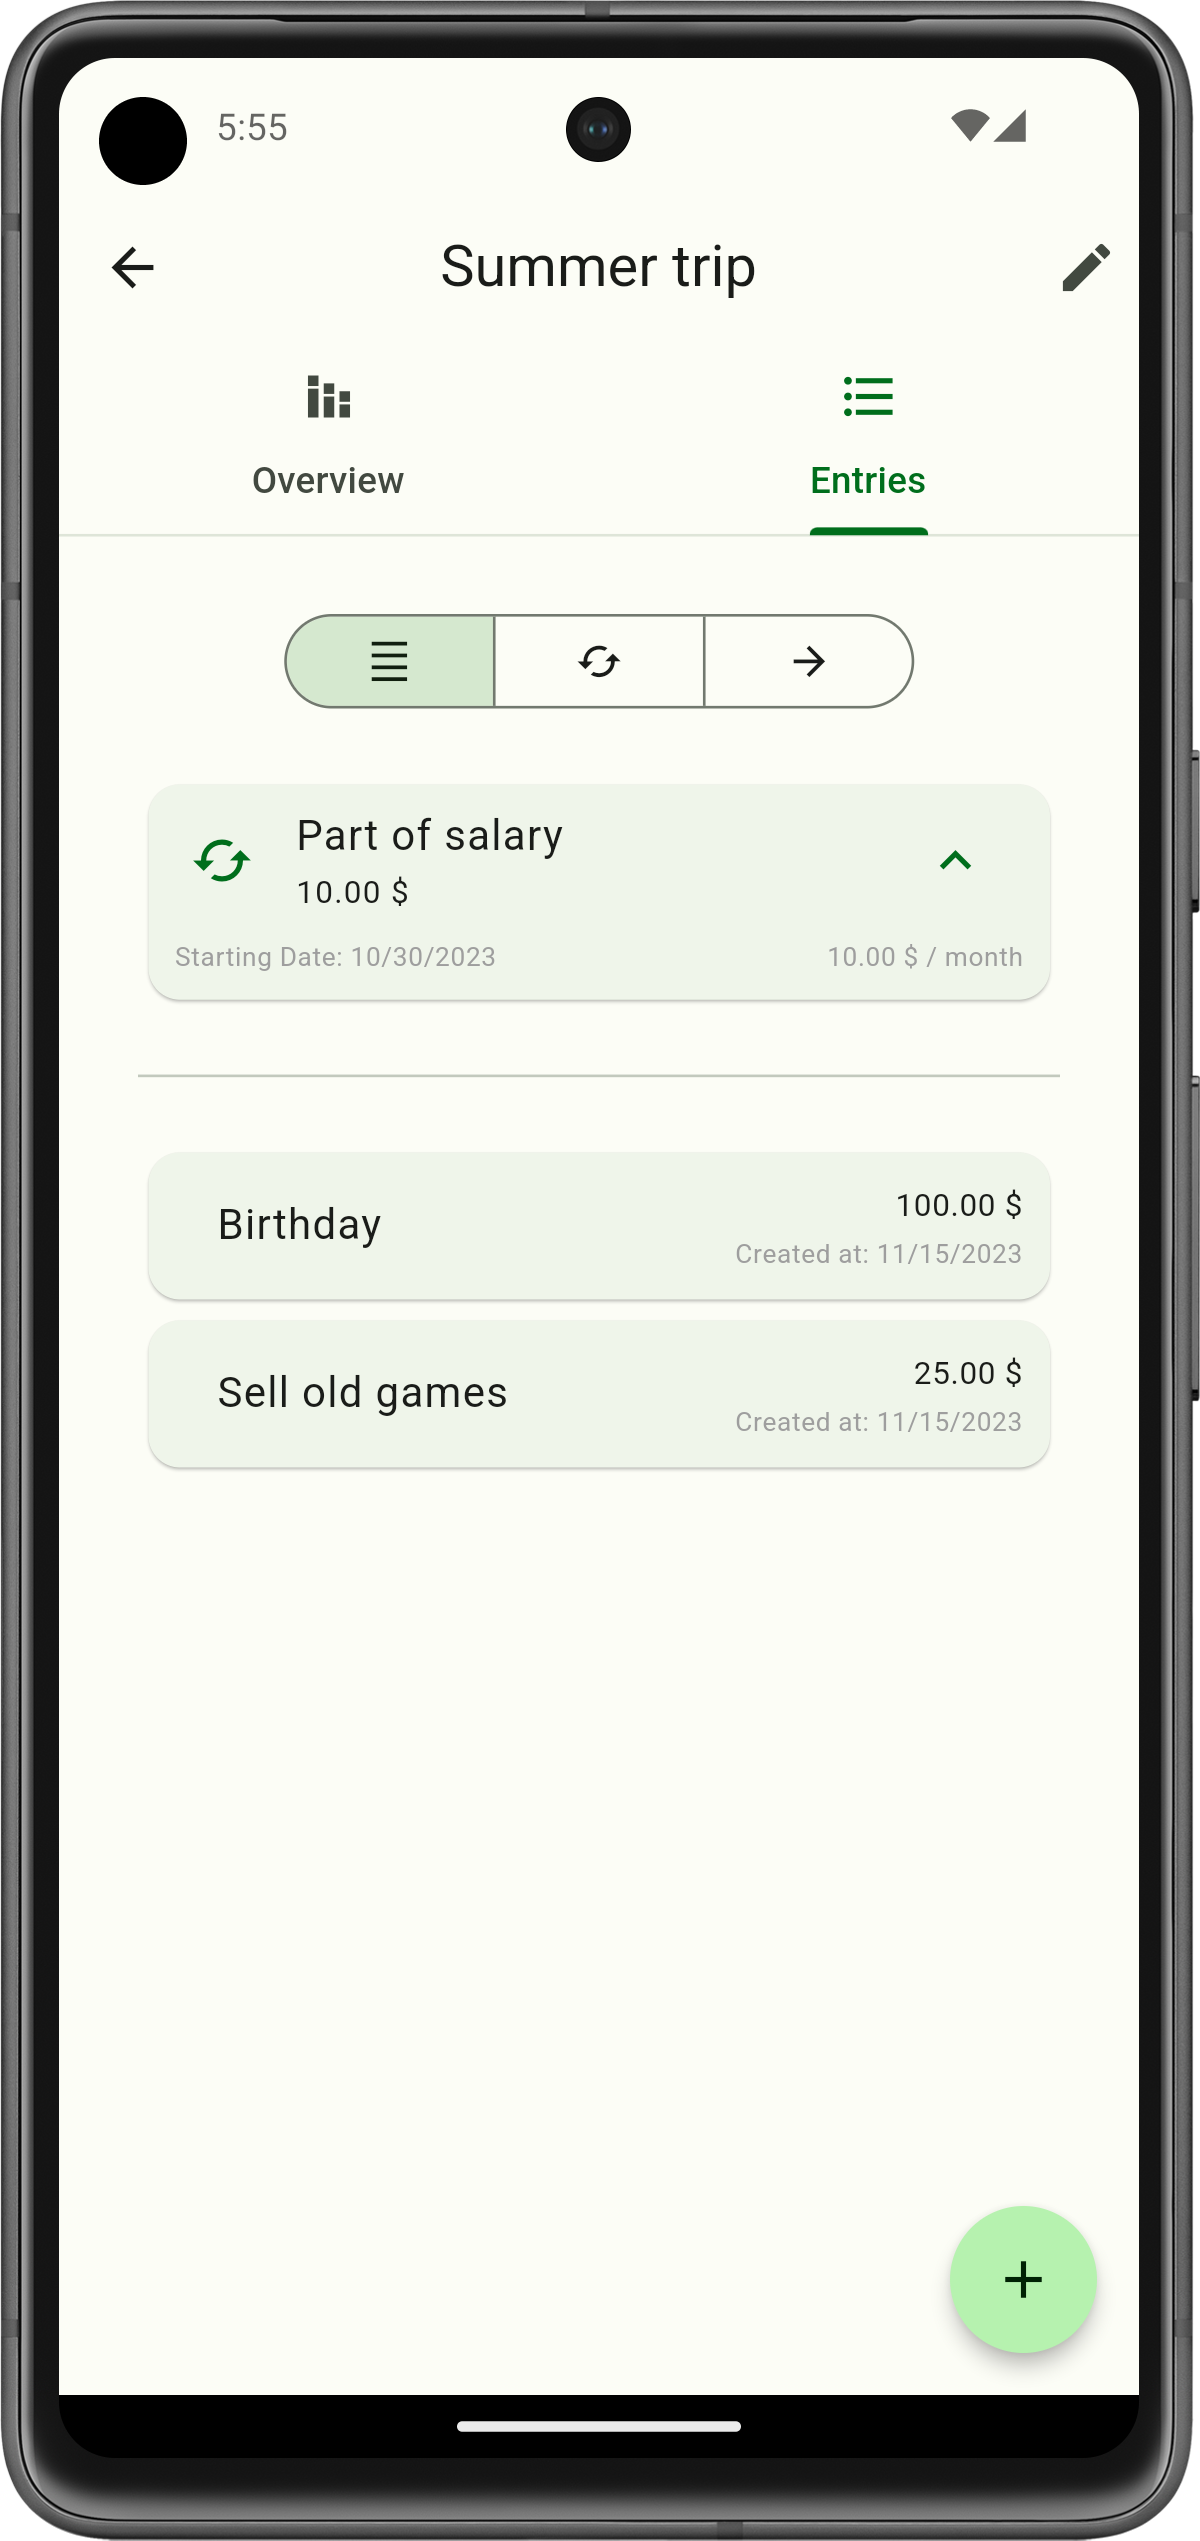 5:55
Summer trip
Overview
Entries
Part of salary
10.00 $
Starting Date: 10/30/2023
10.00 $ / month
Birthday
100.00 $
Created at: 11/15/2023
Sell old games
25.00 $
Created at: 11/15/2023